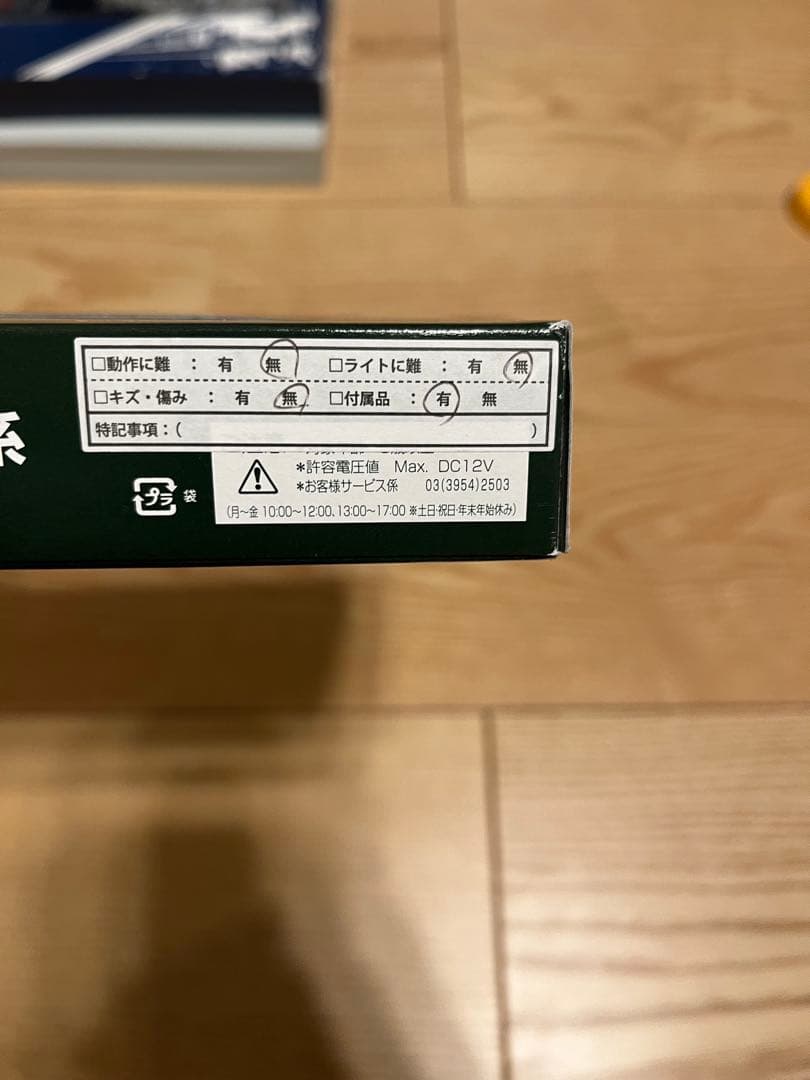 □動作に難 ： 有 無 □ライトに難 ： 有 無
□キズ・傷み ： 有 無 □付属品 ： 有 無
特記事項：( )
系
*許容電圧値 Max. DC12V
プラ 袋
*お客様サービス係 03(3954)2503
(月～金 10:00～12:00、13:00～17:00 ※土日・祝日・年末年始休み)